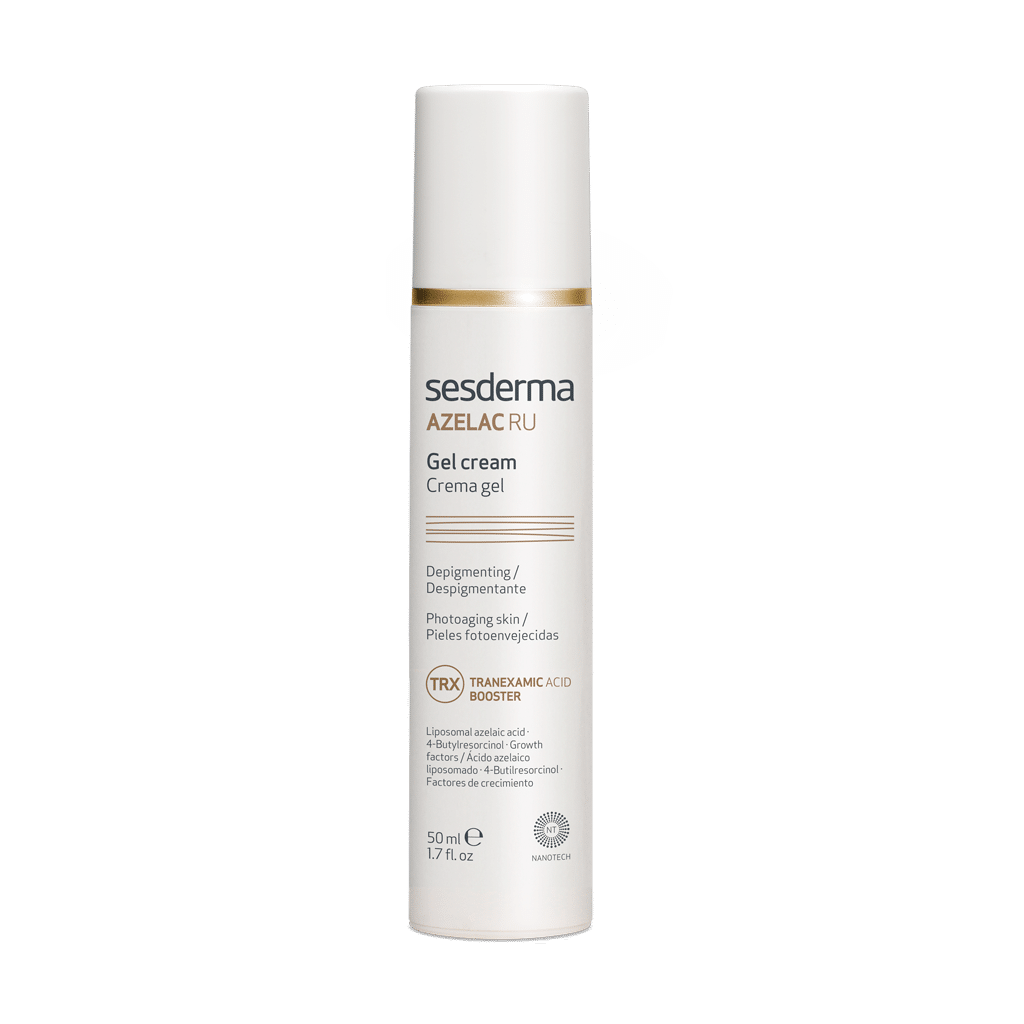 sesderma
AZELAC RU
Gel cream
Crema gel
Depigmenting /
Despigmentante
Photoaging skin /
Pieles fotoenvejecidas
TRX
TRANEXAMIC ACID
BOOSTER
Liposomal azelaic acid ·
4-Butylresorcinol · Growth
factors / Ácido azelaico
liposomado · 4-Butilresorcinol ·
Factores de crecimiento
50 ml ℮
1.7 fl. oz
NT
NANOTECH